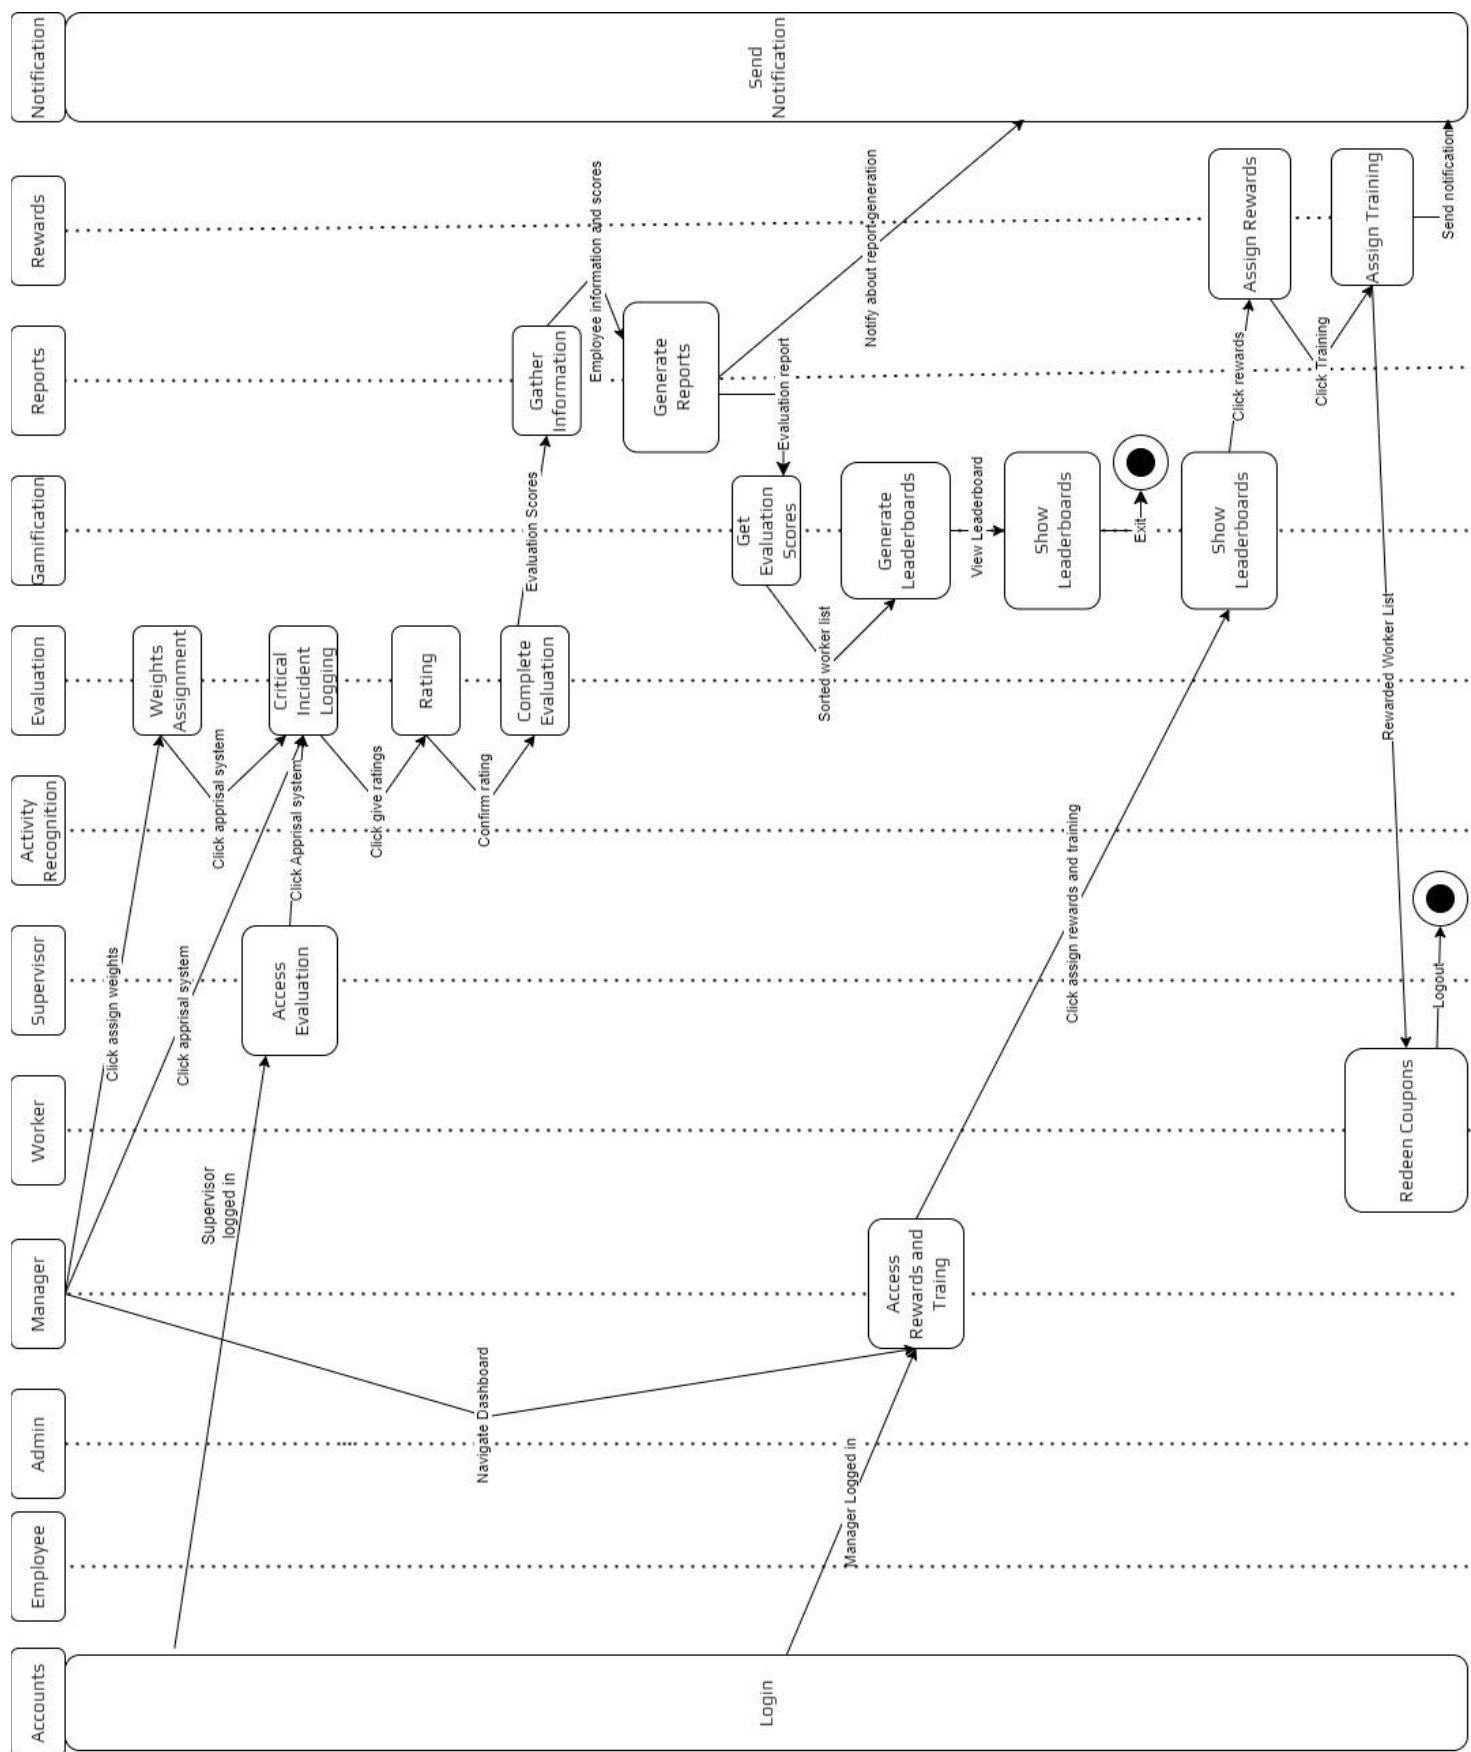 Accounts
Employee
Admin
Manager
Worker
Supervisor
Activity
Recognition
Evaluation
Gamification
Reports
Rewards
Notification
Login
Send
Notification
Click assign weights
Weights
Assignment
Click apprisal system
Click apprisal system
Supervisor
logged in
Access
Evaluation
Click Apprisal system
Critical
Incident
Logging
Click give ratings
Rating
Confirm rating
Complete
Evaluation
Evaluation Scores
Gather
Information
Employee information and scores
Generate
Reports
Notify about report generation
Evaluation report
Get
Evaluation
Scores
Sorted worker list
Generate
Leaderboards
View Leaderboard
Show
Leaderboards
Exit
Navigate Dashboard
Manager Logged in
Access
Rewards and
Traing
Click assign rewards and training
Show
Leaderboards
Click rewards
Assign Rewards
Click Training
Assign Training
Send notification
Rewarded Worker List
Redeen Coupons
Logout